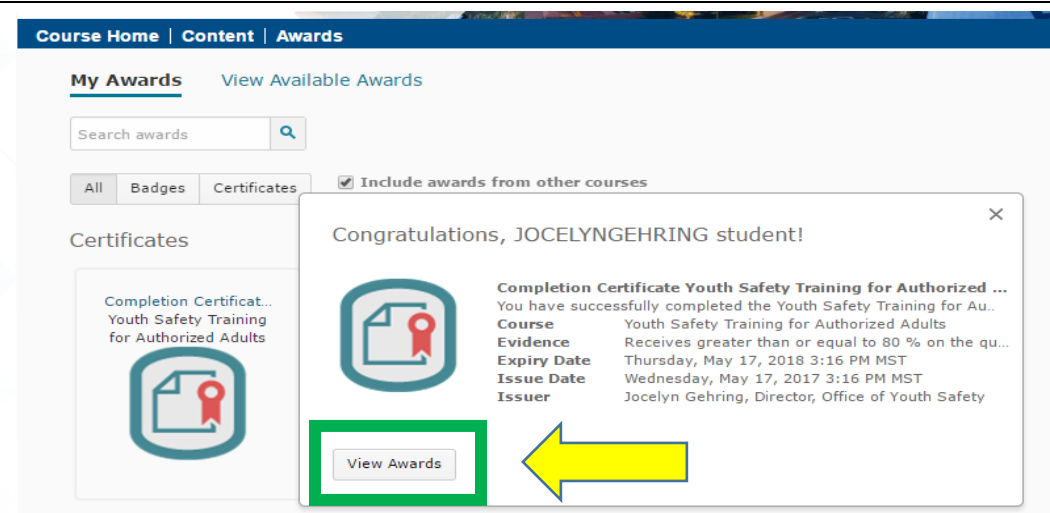 Course Home | Content | Awards
My Awards View Available Awards
Search awards
All Badges Certificates Include awards from other courses
Certificates
Completion Certificat...
Youth Safety Training
for Authorized Adults
Congratulations, JOCELYNGEHRING student!
Completion Certificate Youth Safety Training for Authorized ...
You have successfully completed the Youth Safety Training for Au..
Course Youth Safety Training for Authorized Adults
Evidence Receives greater than or equal to 80 % on the qu...
Expiry Date Thursday, May 17, 2018 3:16 PM MST
Issue Date Wednesday, May 17, 2017 3:16 PM MST
Issuer Jocelyn Gehring, Director, Office of Youth Safety
View Awards